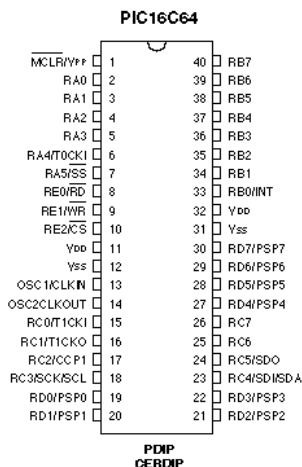 PIC16C64
MCLR/VPP 1 40 RB7
RA0 2 39 RB6
RA1 3 38 RB5
RA2 4 37 RB4
RA3 5 36 RB3
RA4/T0CKI 6 35 RB2
RA5/SS 7 34 RB1
RE0/RD 8 33 RB0/INT
RE1/WR 9 32 VDD
RE2/CS 10 31 VSS
VDD 11 30 RD7/PSP7
VSS 12 29 RD6/PSP6
OSC1/CLKIN 13 28 RD5/PSP5
OSC2CLKOUT 14 27 RD4/PSP4
RC0/T1CKI 15 26 RC7
RC1/T1CKO 16 25 RC6
RC2/CCP1 17 24 RC5/SDO
RC3/SCK/SCL 18 23 RC4/SDI/SDA
RD0/PSP0 19 22 RD3/PSP3
RD1/PSP1 20 21 RD2/PSP2
PDIP
CERDIP